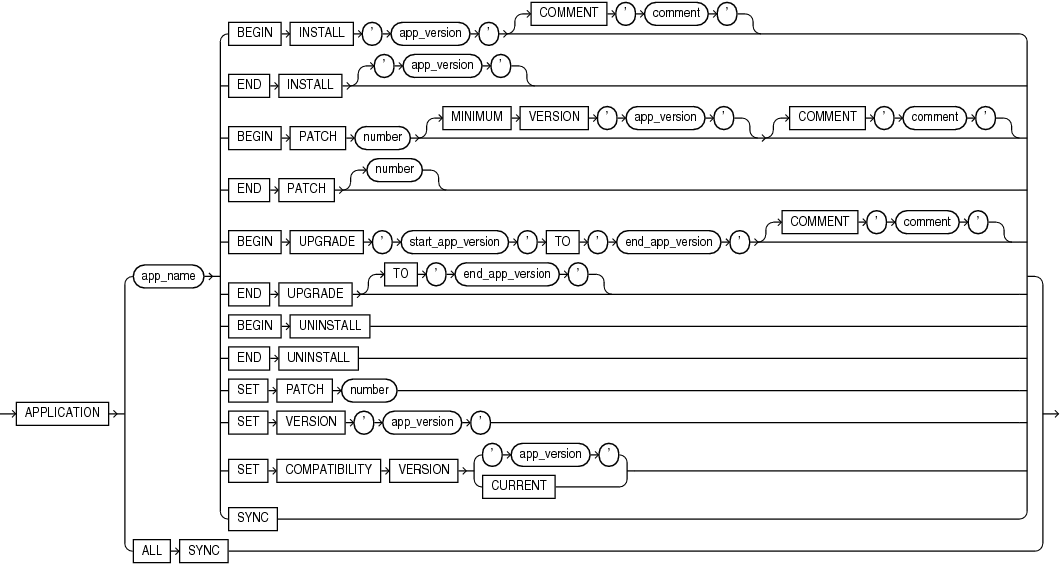 COMMENT ' comment '
BEGIN INSTALL ' app_version '
' app_version '
END INSTALL
MINIMUM VERSION ' app_version ' COMMENT ' comment '
BEGIN PATCH number
number
END PATCH
COMMENT ' comment '
BEGIN UPGRADE ' start_app_version ' TO ' end_app_version '
app_name
TO ' end_app_version '
END UPGRADE
BEGIN UNINSTALL
END UNINSTALL
SET PATCH number
APPLICATION
SET VERSION ' app_version '
' app_version '
SET COMPATIBILITY VERSION
CURRENT
SYNC
ALL SYNC